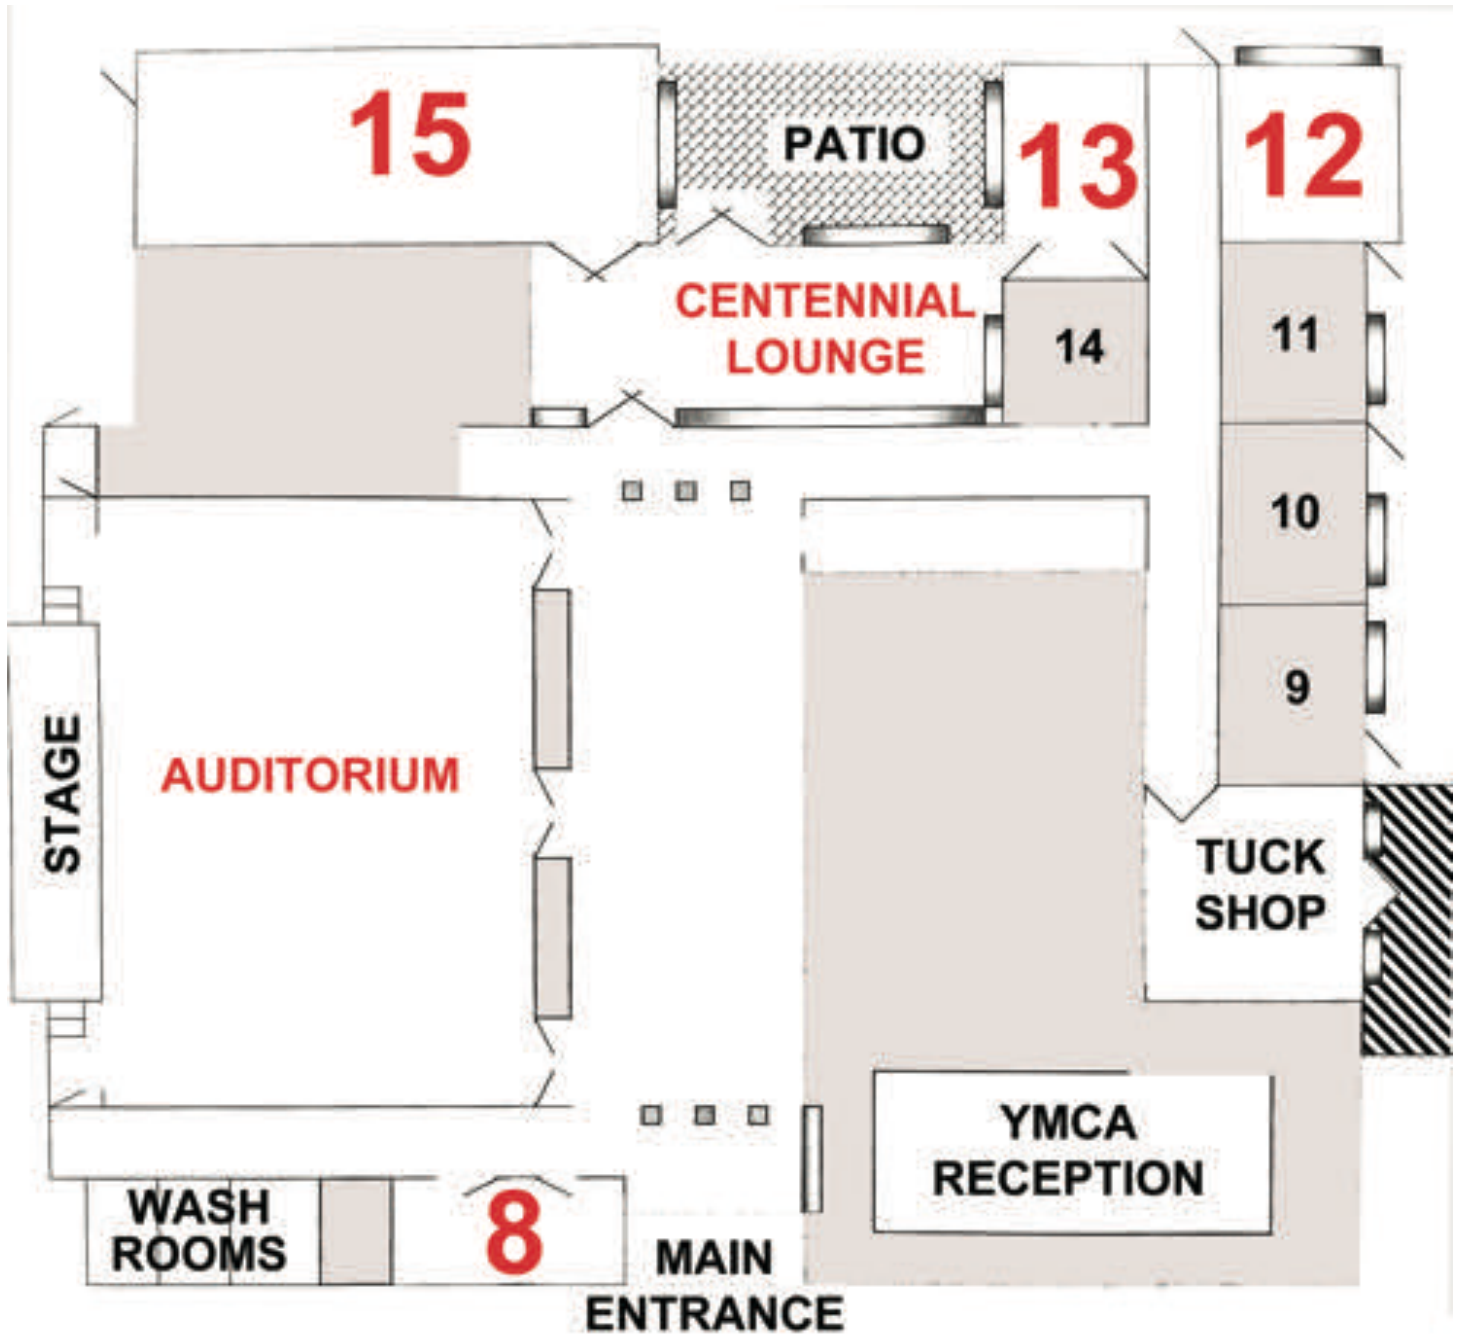 15
PATIO
13
12
CENTENNIAL
LOUNGE
14
11
10
9
STAGE
AUDITORIUM
TUCK
SHOP
YMCA
RECEPTION
WASH
ROOMS
8
MAIN
ENTRANCE